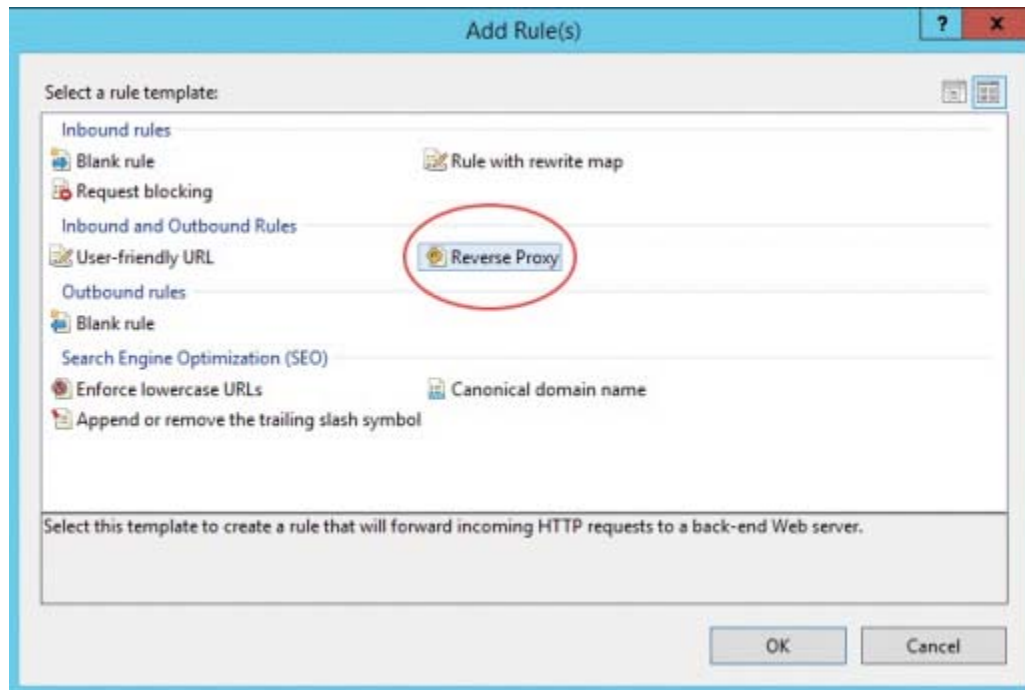 Add Rule(s)
?
x
Select a rule template:
Inbound rules
Blank rule
Rule with rewrite map
Request blocking
Inbound and Outbound Rules
User-friendly URL
Reverse Proxy
Outbound rules
Blank rule
Search Engine Optimization (SEO)
Enforce lowercase URLs
Canonical domain name
Append or remove the trailing slash symbol
Select this template to create a rule that will forward incoming HTTP requests to a back-end Web server.
OK
Cancel